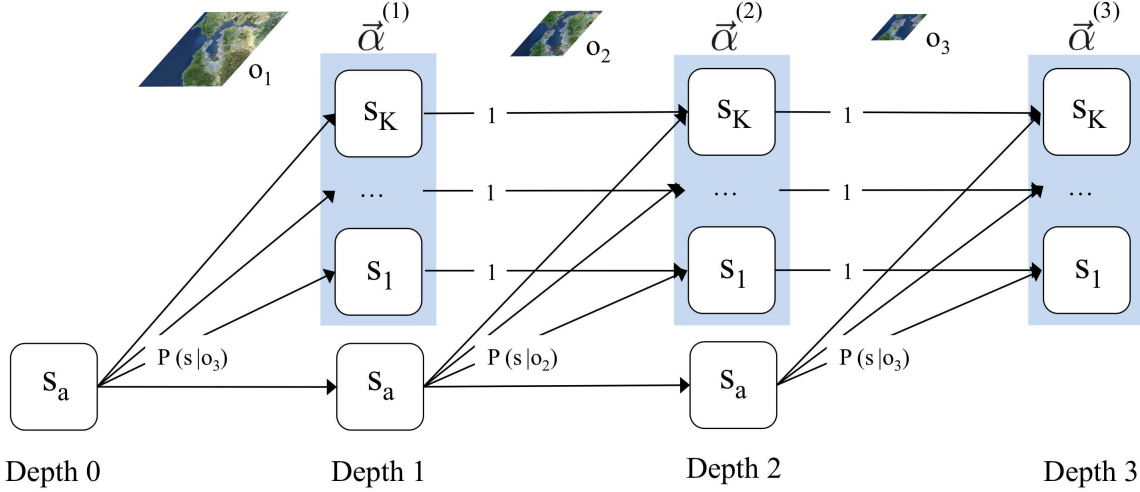 α⃗(1)
α⃗(2)
α⃗(3)
o1
o2
o3
sK
1
sK
1
sK
...
1
...
1
...
s1
1
s1
1
s1
P (s |o3)
P (s |o2)
P (s |o3)
sa
sa
sa
Depth 0
Depth 1
Depth 2
Depth 3